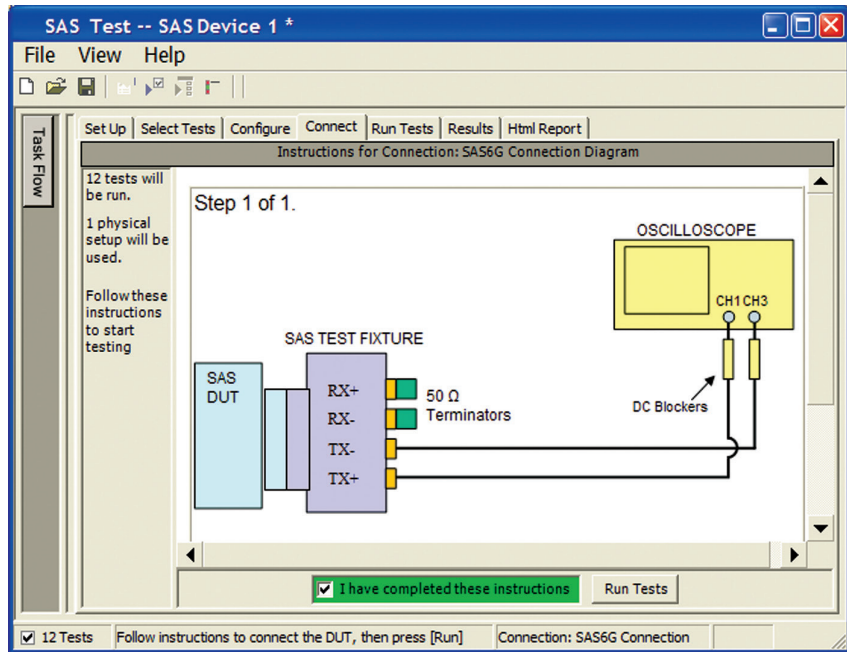 SAS Test -- SAS Device 1 *
File View Help
Task Flow
Set Up Select Tests Configure Connect Run Tests Results Html Report
Instructions for Connection: SAS6G Connection Diagram
12 tests will
be run.
1 physical
setup will be
used.
Follow these
instructions
to start
testing
Step 1 of 1.
OSCILLOSCOPE
CH1 CH3
SAS TEST FIXTURE
SAS
DUT
RX+
RX-
TX-
TX+
50 Ω
Terminators
DC Blockers
I have completed these instructions
Run Tests
12 Tests
Follow instructions to connect the DUT, then press [Run]
Connection: SAS6G Connection